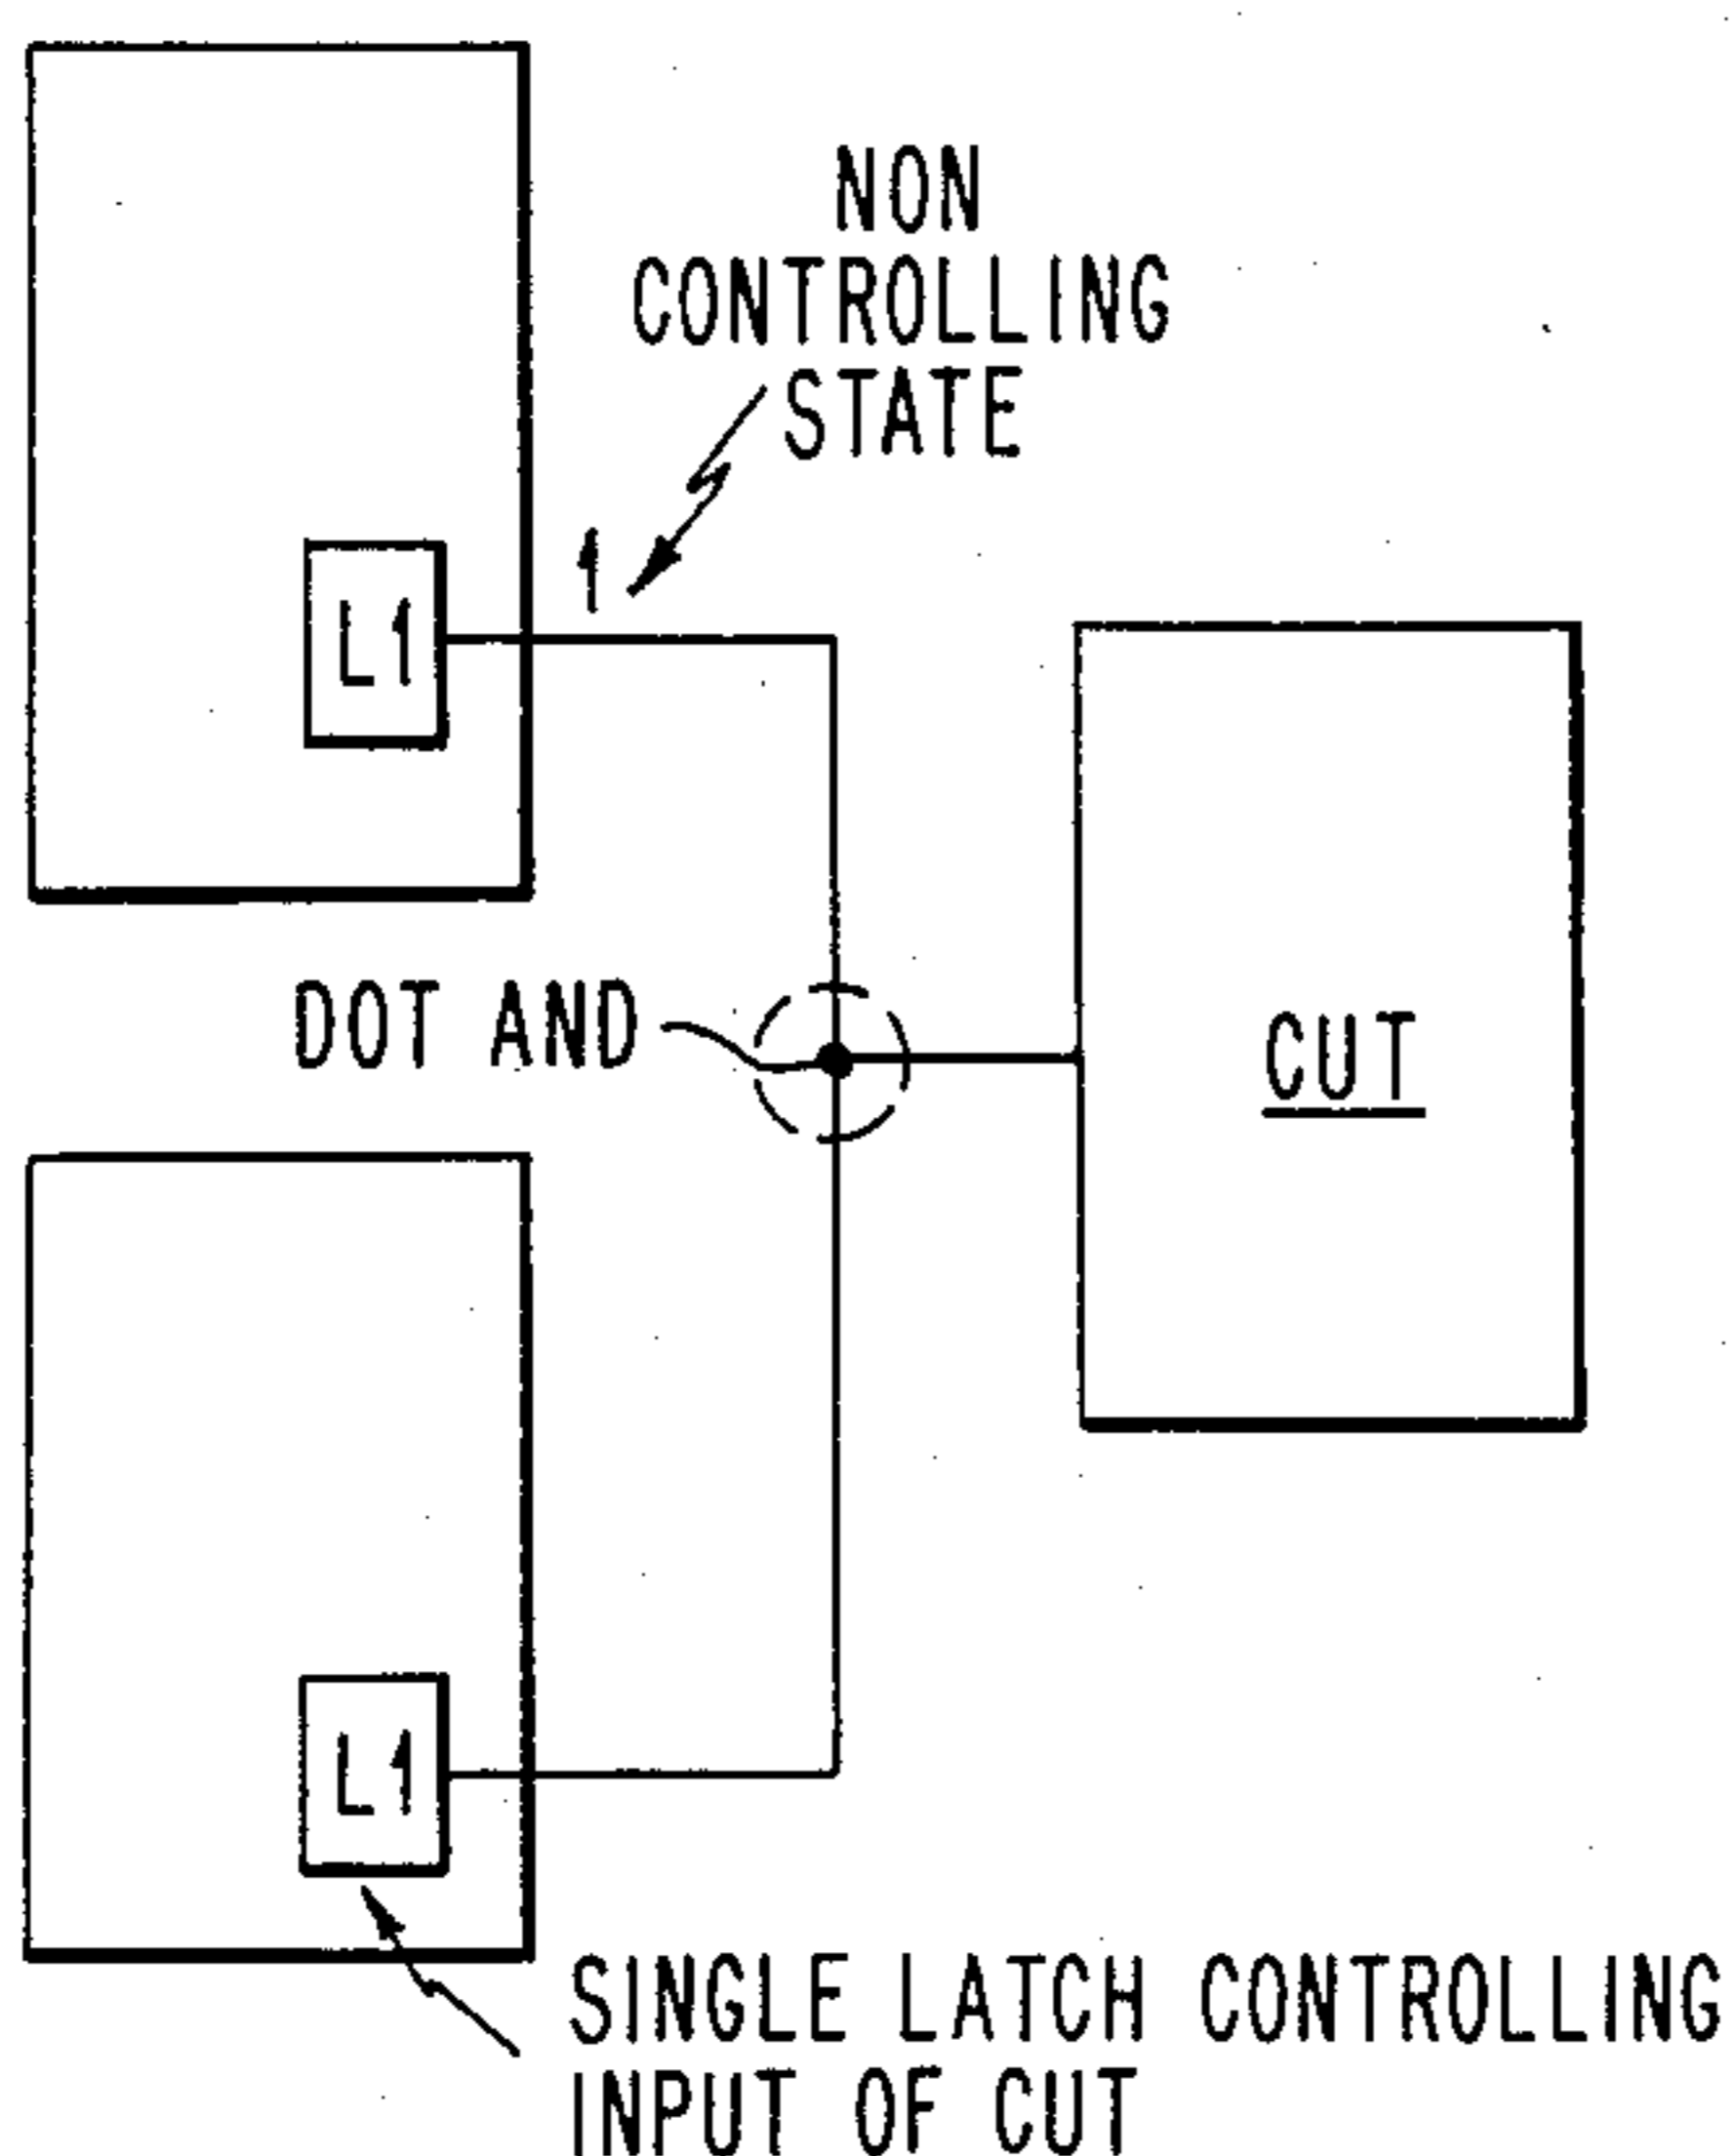 NON
CONTROLLING
STATE
1
L1
DOT AND
CUT
L1
SINGLE LATCH CONTROLLING
INPUT OF CUT